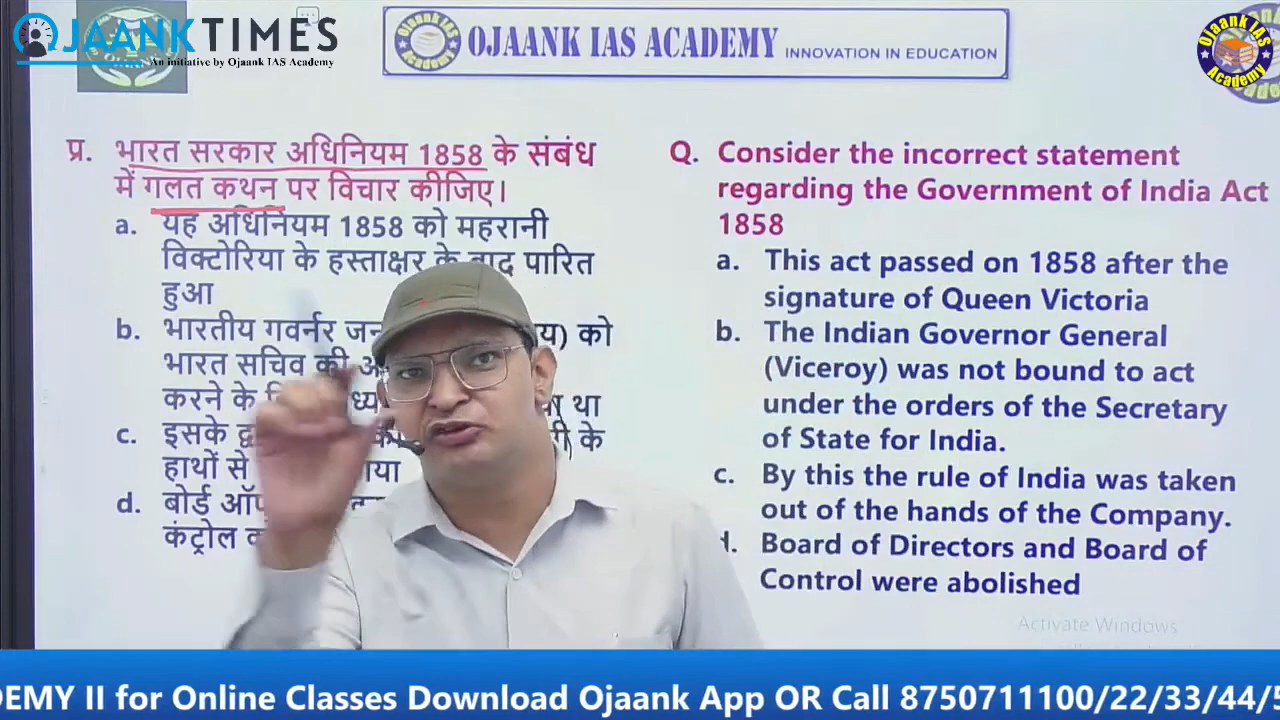 OJAANKTIMES
An initiative by Ojaank IAS Academy
OJAANK IAS ACADEMY INNOVATION IN EDUCATION
Ojaank IAS
Academy
प्र. भारत सरकार अधिनियम 1858 के संबंध
में गलत कथन पर विचार कीजिए।
a. यह अधिनियम 1858 को महरानी
विक्टोरिया के हस्ताक्षर के बाद पारित
हुआ
b. भारतीय गवर्नर को
भारत सचिव की
करने के था
c. इसके के
हाथों से
d. बोर्ड
कंट्रोल
Q. Consider the incorrect statement
regarding the Government of India Act
1858
a. This act passed on 1858 after the
signature of Queen Victoria
b. The Indian Governor General
(Viceroy) was not bound to act
under the orders of the Secretary
of State for India.
c. By this the rule of India was taken
out of the hands of the Company.
d. Board of Directors and Board of
Control were abolished
Activate Windows
II for Online Classes Download Ojaank App OR Call 8750711100/22/33/44/5